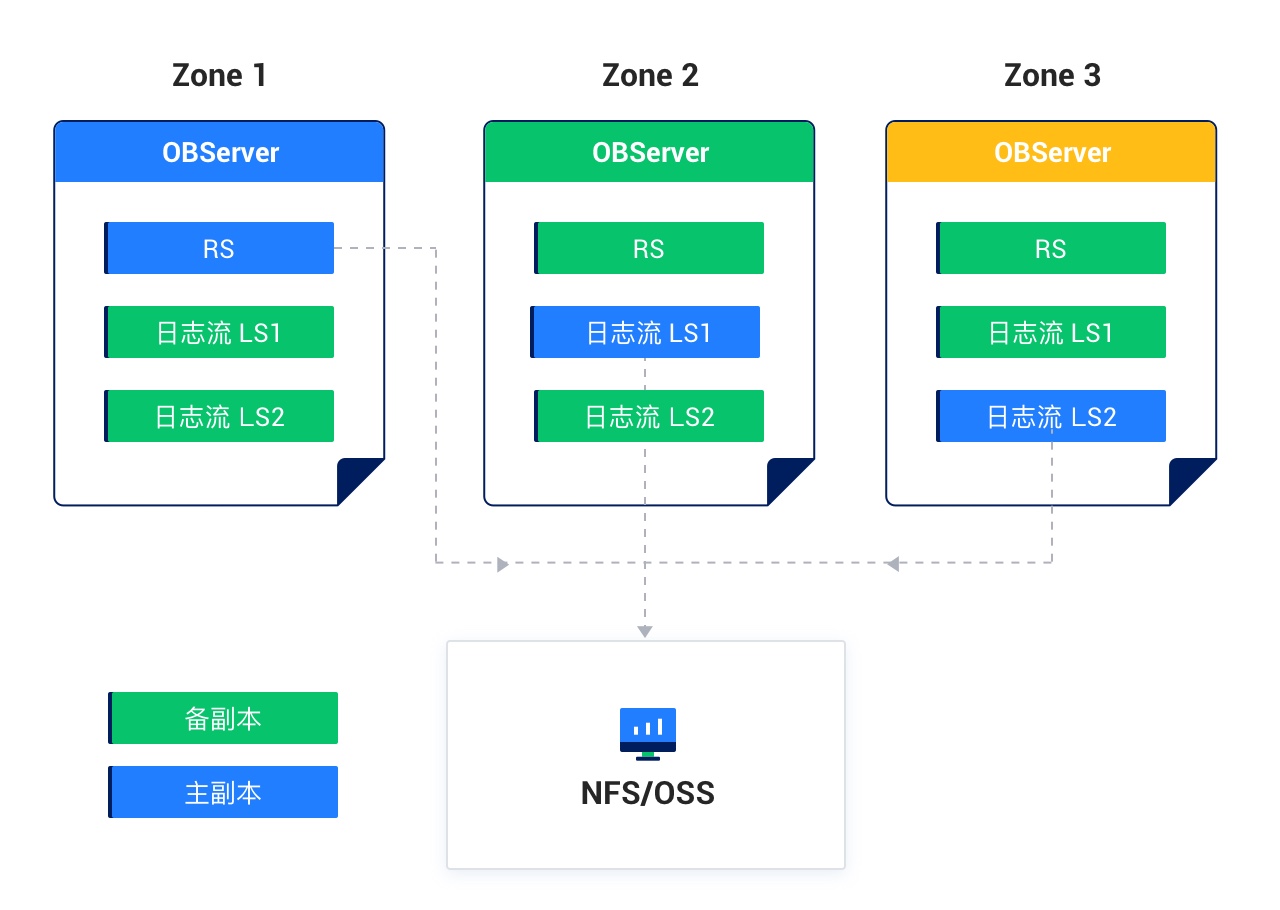 Zone 1
Zone 2
Zone 3
OBServer
OBServer
OBServer
RS
RS
RS
日志流 LS1
日志流 LS1
日志流 LS1
日志流 LS2
日志流 LS2
日志流 LS2
备副本
主副本
NFS/OSS